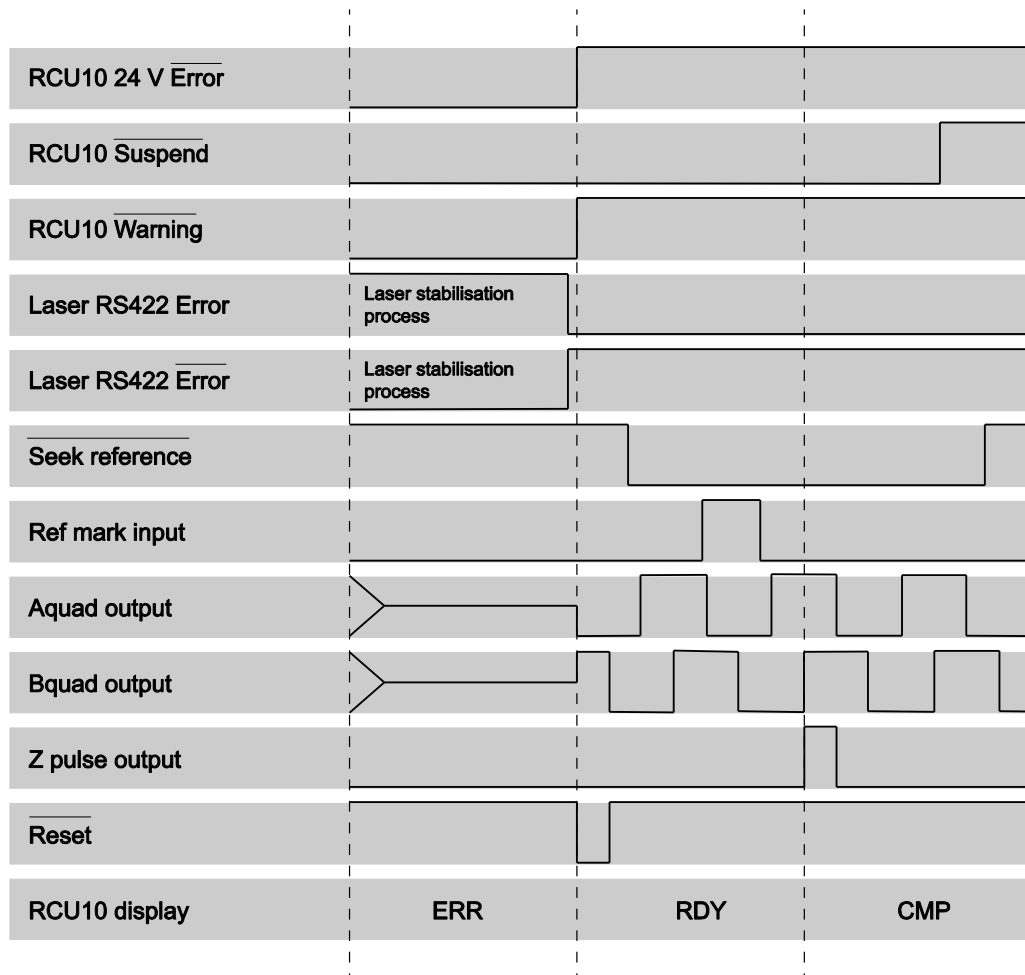 RCU10 24 V Error
RCU10 Suspend
RCU10 Warning
Laser RS422 Error
Laser stabilisation
process
Laser RS422 Error
Laser stabilisation
process
Seek reference
Ref mark input
Aquad output
Bquad output
Z pulse output
Reset
RCU10 display ERR RDY CMP